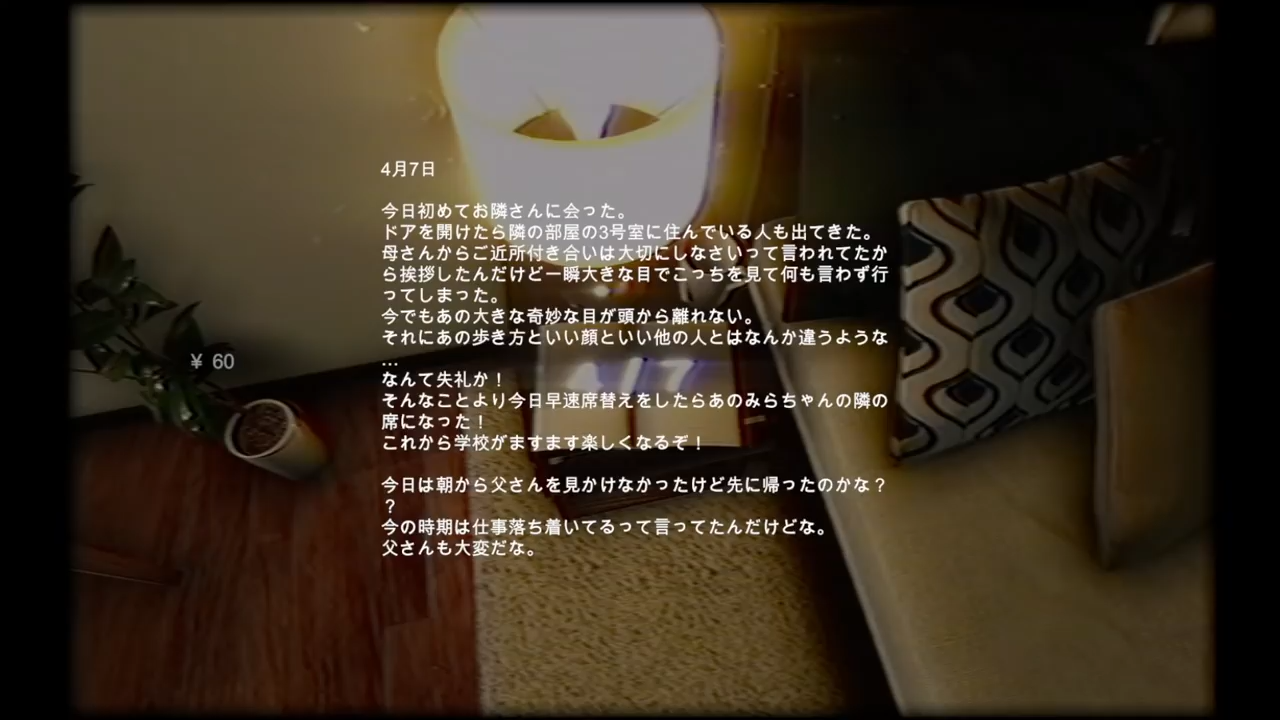 4月7日
今日初めてお隣さんに会った。
ドアを開けたら隣の部屋の3号室に住んでいる人も出てきた。
母さんからご近所付き合いは大切にしなさいって言われてたか
ら挨拶したんだけど一瞬大きな目でこっちを見て何も言わず行
ってしまった。
今でもあの大きな奇妙な目が頭から離れない。
それにあの歩き方といい顔といい他の人とはなんか違うような
…
なんて失礼か！
そんなことより今日早速席替えをしたらあのみらちゃんの隣の
席になった！
これから学校がますます楽しくなるぞ！
今日は朝から父さんを見かけなかったけど先に帰ったのかな？
？
今の時期は仕事落ち着いてるって言ってたんだけどな。
父さんも大変だな。
¥ 60
4/7